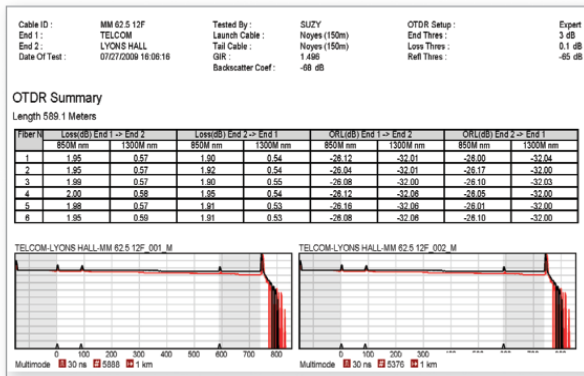 Cable ID : MM 62.5 12F Tested By : SUZY OTDR Setup : Expert
End 1 : TELCOM Launch Cable : Noyes (150m) End Thres : 3 dB
End 2 : LYONS HALL Tail Cable : Noyes (150m) Loss Thres : 0.1 dB
Date Of Test : 07/27/2009 16:06:16 GIR : 1.496 Refl Thres : -65 dB
Backscatter Coef : -68 dB
OTDR Summary
Length 589.1 Meters
Fiber N Loss(dB) End 1 -> End 2 Loss(dB) End 2 -> End 1 ORL(dB) End 1 -> End 2 ORL(dB) End 2 -> End 1
850M nm 1300M nm 850M nm 1300M nm 850M nm 1300M nm 850M nm 1300M nm
1 1.95 0.57 1.90 0.54 -26.12 -32.01 -26.00 -32.04
2 1.95 0.57 1.92 0.54 -26.04 -32.01 -26.17 -32.00
3 1.99 0.57 1.90 0.55 -26.08 -32.00 -26.10 -32.03
4 2.00 0.58 1.95 0.54 -26.12 -32.06 -26.05 -32.00
5 1.98 0.57 1.91 0.53 -26.16 -32.06 -26.01 -32.00
6 1.95 0.59 1.91 0.53 -26.08 -32.06 -26.10 -32.00
TELCOM-LYONS HALL-MM 62.5 12F_001_M TELCOM-LYONS HALL-MM 62.5 12F_002_M
0 100 200 300 400 500 600 700 0 100 200 300
Multimode 30 ns 5888 1 km Multimode 30 ns 5376 1 km